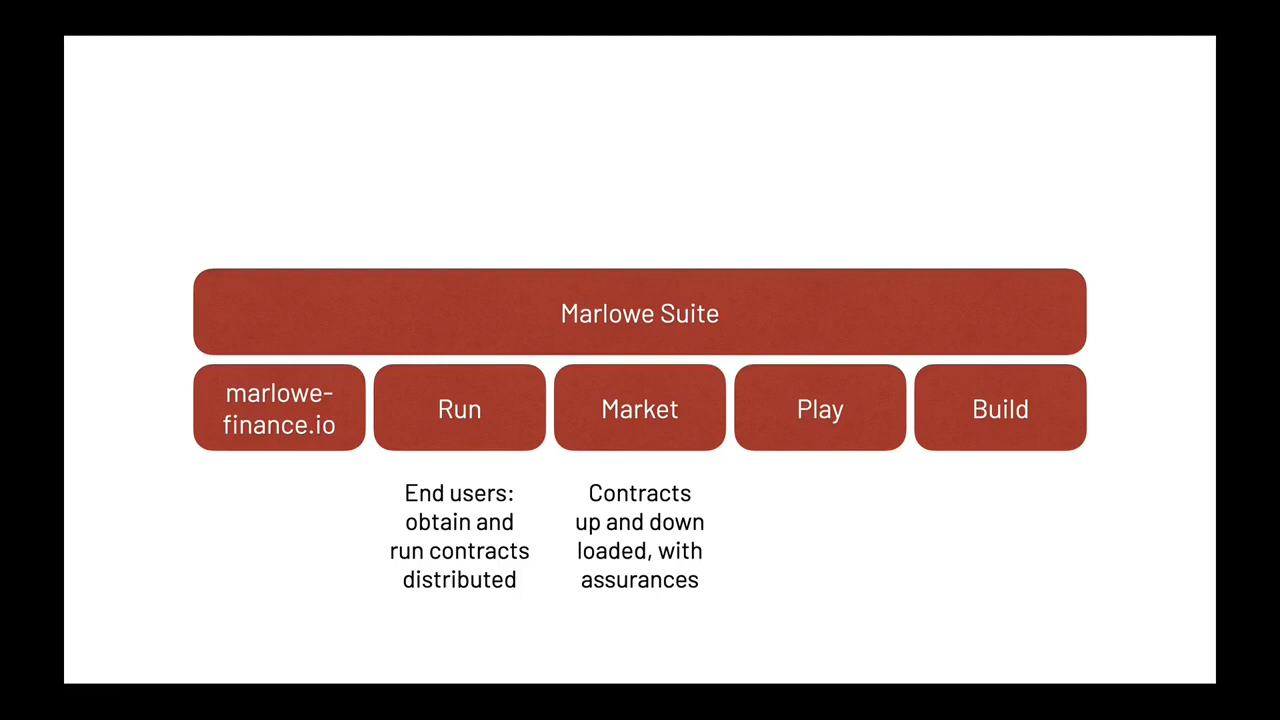 Marlowe Suite
marlowe-
finance.io
Run
Market
Play
Build
End users:
obtain and
run contracts
distributed
Contracts
up and down
loaded, with
assurances